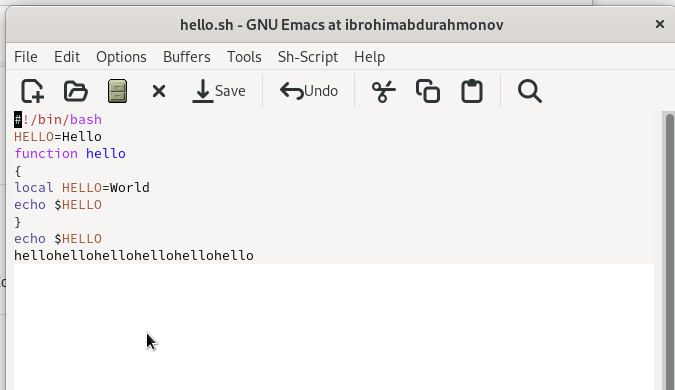 hello.sh - GNU Emacs at ibrohimabdurahmonov
File Edit Options Buffers Tools Sh-Script Help
Save Undo
#!/bin/bash
HELLO=Hello
function hello
{
local HELLO=World
echo $HELLO
}
echo $HELLO
hellohellohellohellohellohello